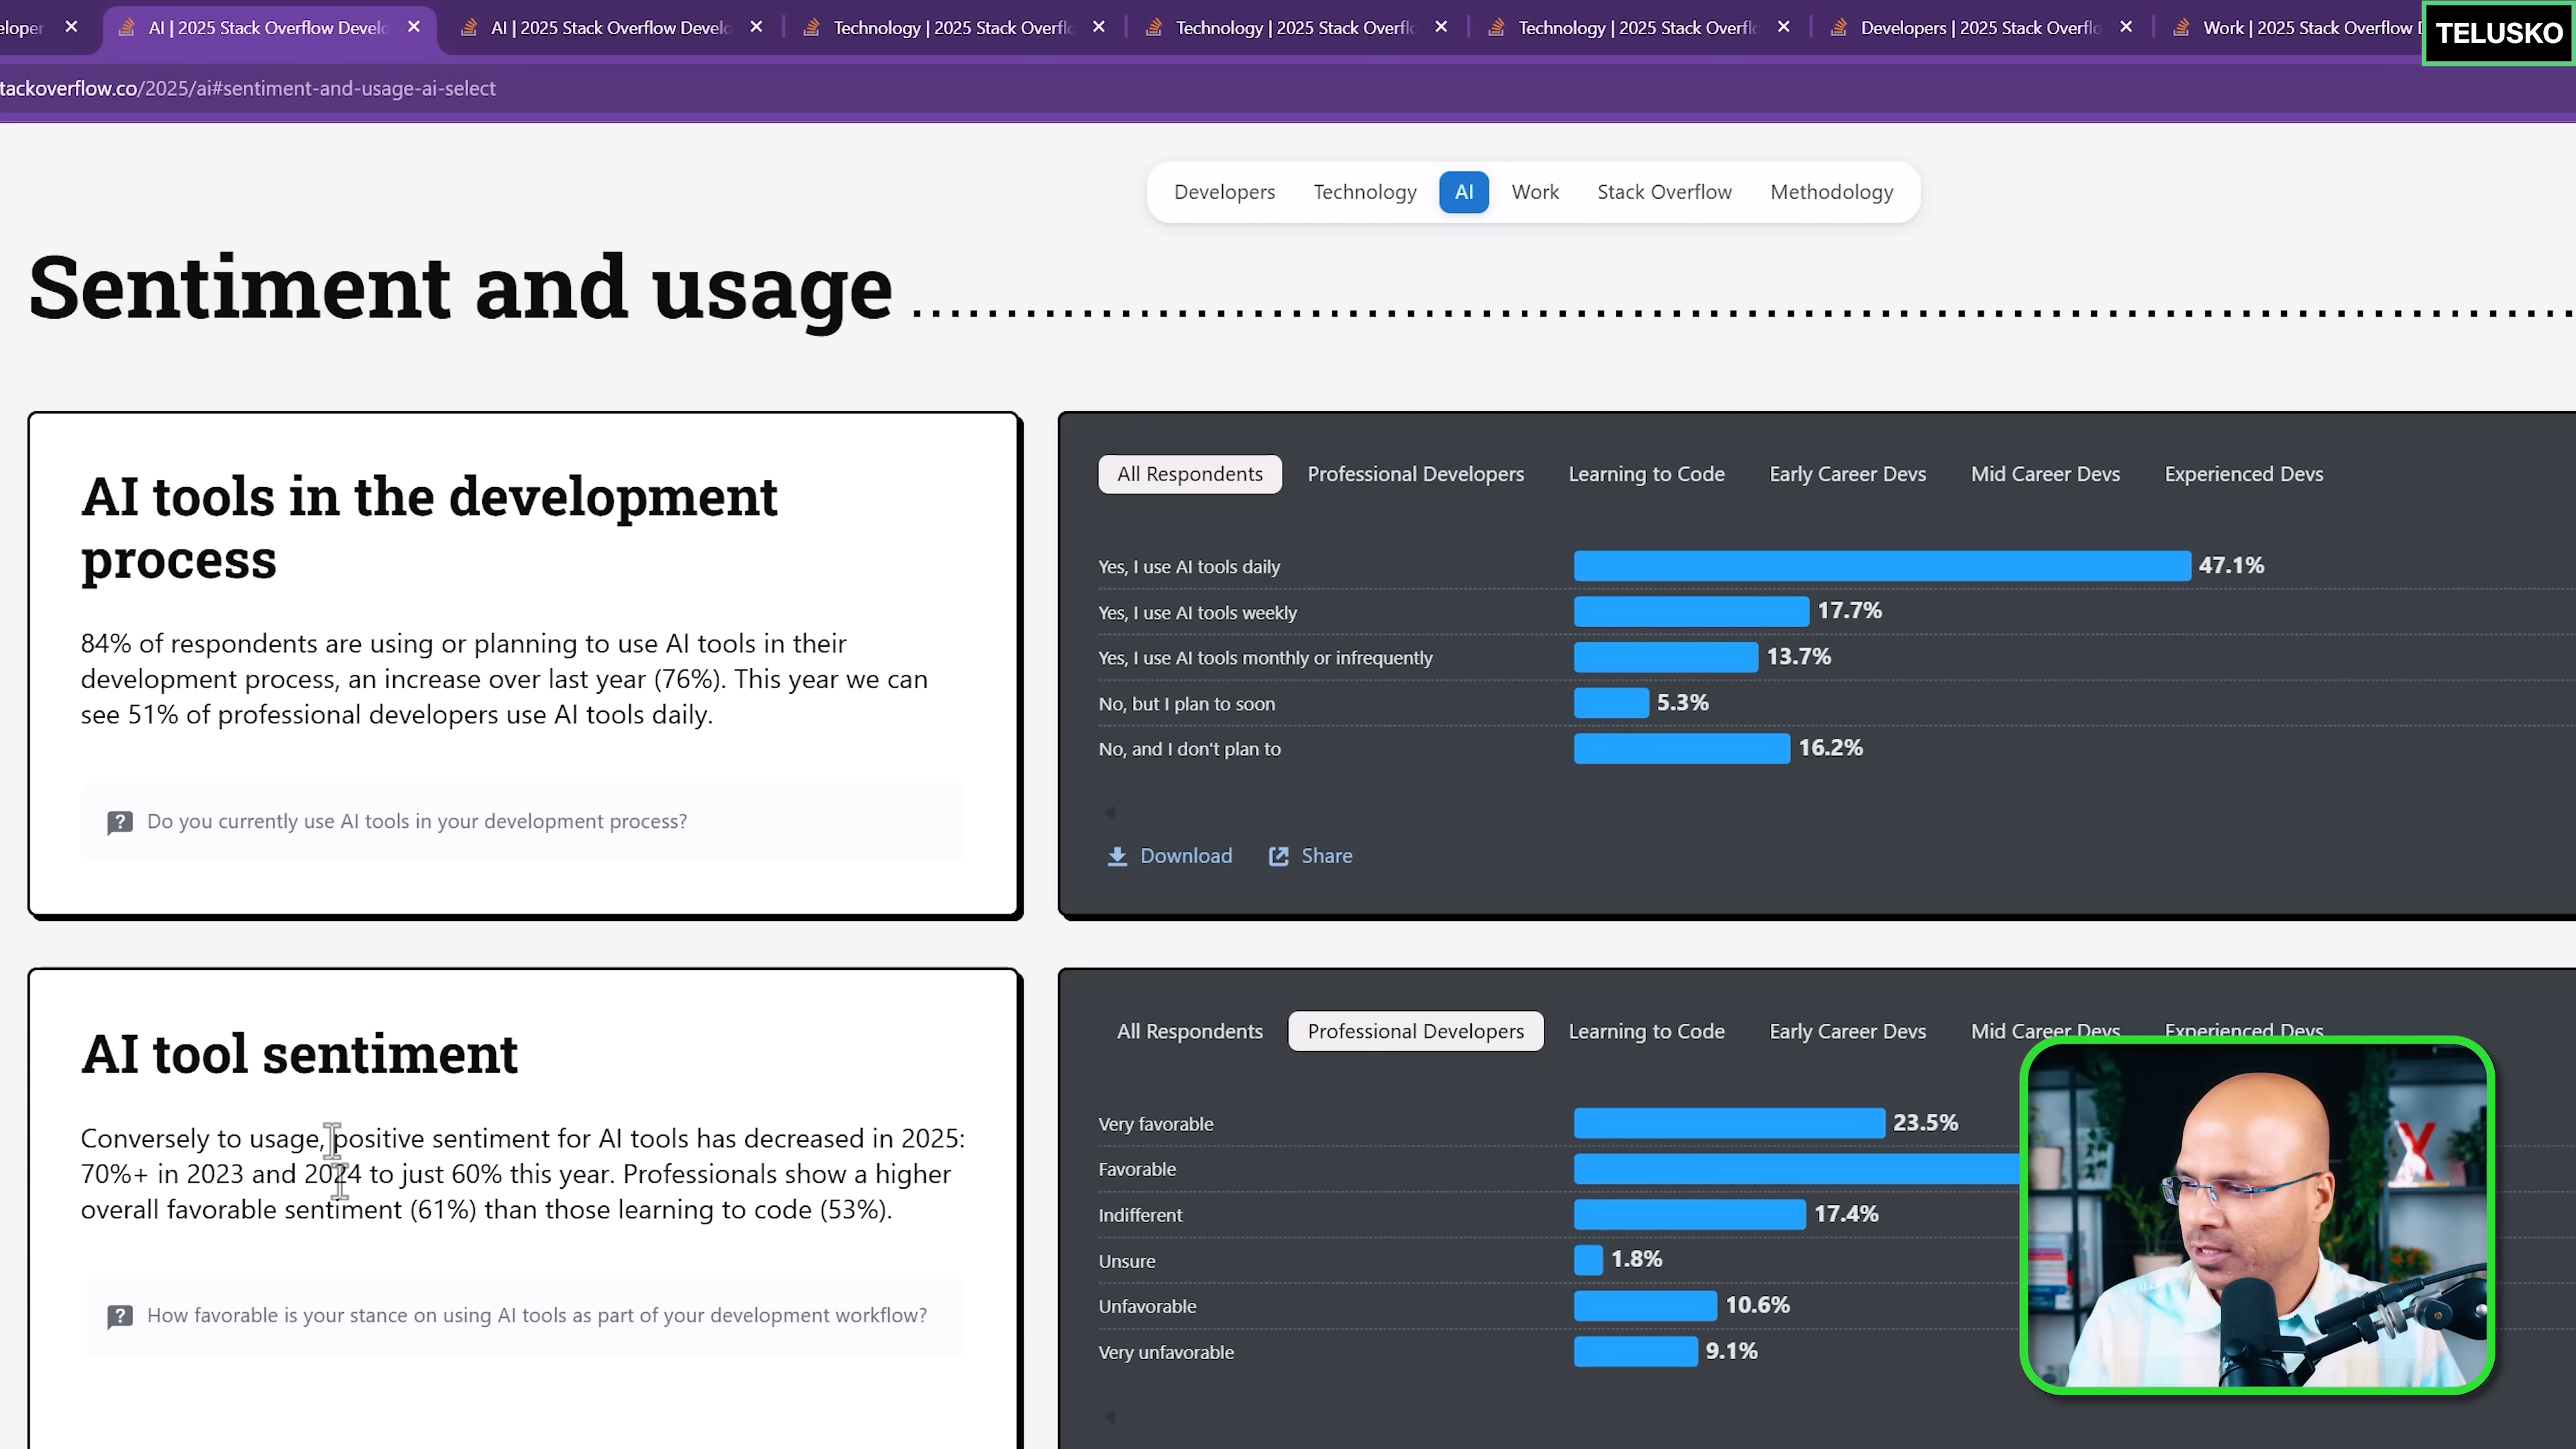 eloper
AI | 2025 Stack Overflow Develo
AI | 2025 Stack Overflow Develo
Technology | 2025 Stack Overflo
Technology | 2025 Stack Overflo
Technology | 2025 Stack Overflo
Developers | 2025 Stack Overflo
Work | 2025 Stack Overflow D
TELUSKO
tackoverflow.co/2025/ai#sentiment-and-usage-ai-select
Developers Technology AI Work Stack Overflow Methodology
Sentiment and usage
AI tools in the development
process
84% of respondents are using or planning to use AI tools in their
development process, an increase over last year (76%). This year we can
see 51% of professional developers use AI tools daily.
Do you currently use AI tools in your development process?
All Respondents Professional Developers Learning to Code Early Career Devs Mid Career Devs Experienced Devs
Yes, I use AI tools daily 47.1%
Yes, I use AI tools weekly 17.7%
Yes, I use AI tools monthly or infrequently 13.7%
No, but I plan to soon 5.3%
No, and I don't plan to 16.2%
Download Share
AI tool sentiment
Conversely to usage, positive sentiment for AI tools has decreased in 2025:
70%+ in 2023 and 2024 to just 60% this year. Professionals show a higher
overall favorable sentiment (61%) than those learning to code (53%).
How favorable is your stance on using AI tools as part of your development workflow?
All Respondents Professional Developers Learning to Code Early Career Devs Mid Career Devs Experienced Devs
Very favorable 23.5%
Favorable
Indifferent 17.4%
Unsure 1.8%
Unfavorable 10.6%
Very unfavorable 9.1%